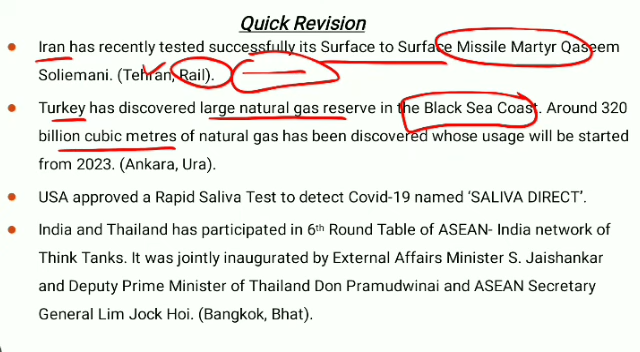 Quick Revision
Iran has recently tested successfully its Surface to Surface Missile Martyr Qaseem
Soliemani. (Tehran, Rail).
Turkey has discovered large natural gas reserve in the Black Sea Coast. Around 320
billion cubic metres of natural gas has been discovered whose usage will be started
from 2023. (Ankara, Ura).
USA approved a Rapid Saliva Test to detect Covid-19 named ‘SALIVA DIRECT’.
India and Thailand has participated in 6th Round Table of ASEAN- India network of
Think Tanks. It was jointly inaugurated by External Affairs Minister S. Jaishankar
and Deputy Prime Minister of Thailand Don Pramudwinai and ASEAN Secretary
General Lim Jock Hoi. (Bangkok, Bhat).